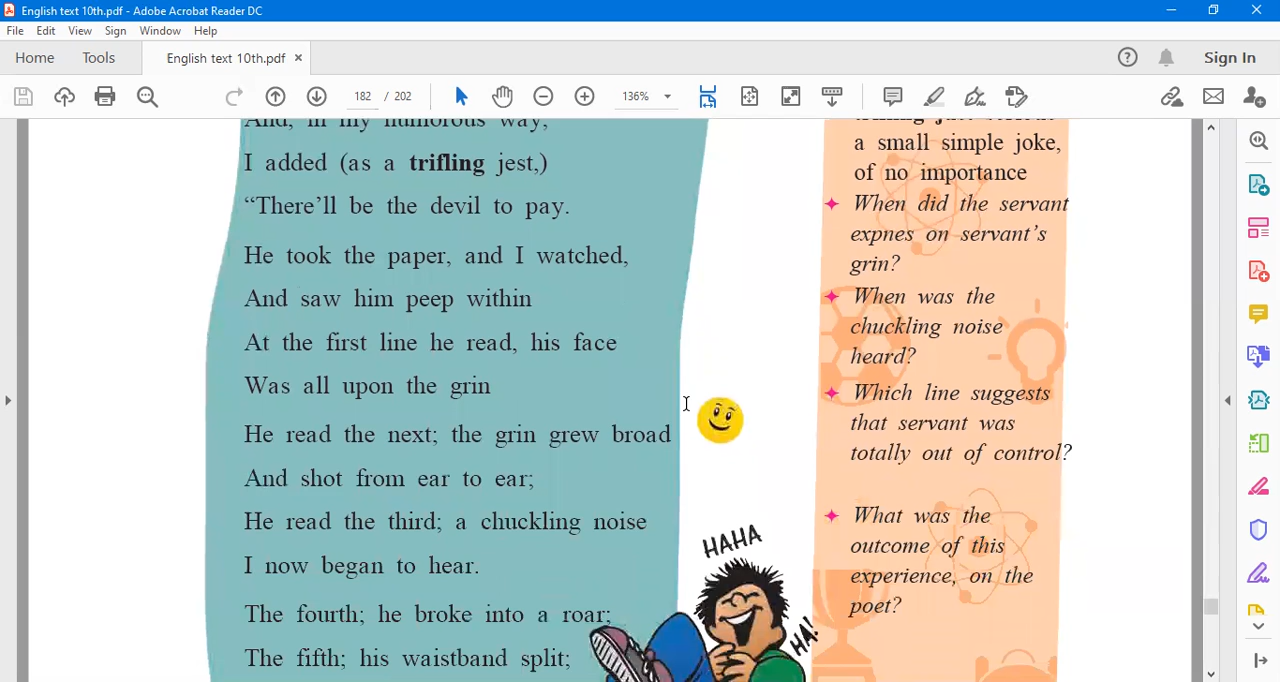 English text 10th.pdf - Adobe Acrobat Reader DC
File Edit View Sign Window Help
Home Tools English text 10th.pdf × Sign In
182 / 202 136%
And, in my humorous way,
I added (as a trifling jest,)
“There’ll be the devil to pay.
He took the paper, and I watched,
And saw him peep within
At the first line he read, his face
Was all upon the grin
He read the next; the grin grew broad
And shot from ear to ear;
He read the third; a chuckling noise
I now began to hear.
The fourth; he broke into a roar;
The fifth; his waistband split;
HAHA
HA!
a small simple joke,
of no importance
When did the servant
expnes on servant’s
grin?
When was the
chuckling noise
heard?
Which line suggests
that servant was
totally out of control?
What was the
outcome of this
experience, on the
poet?